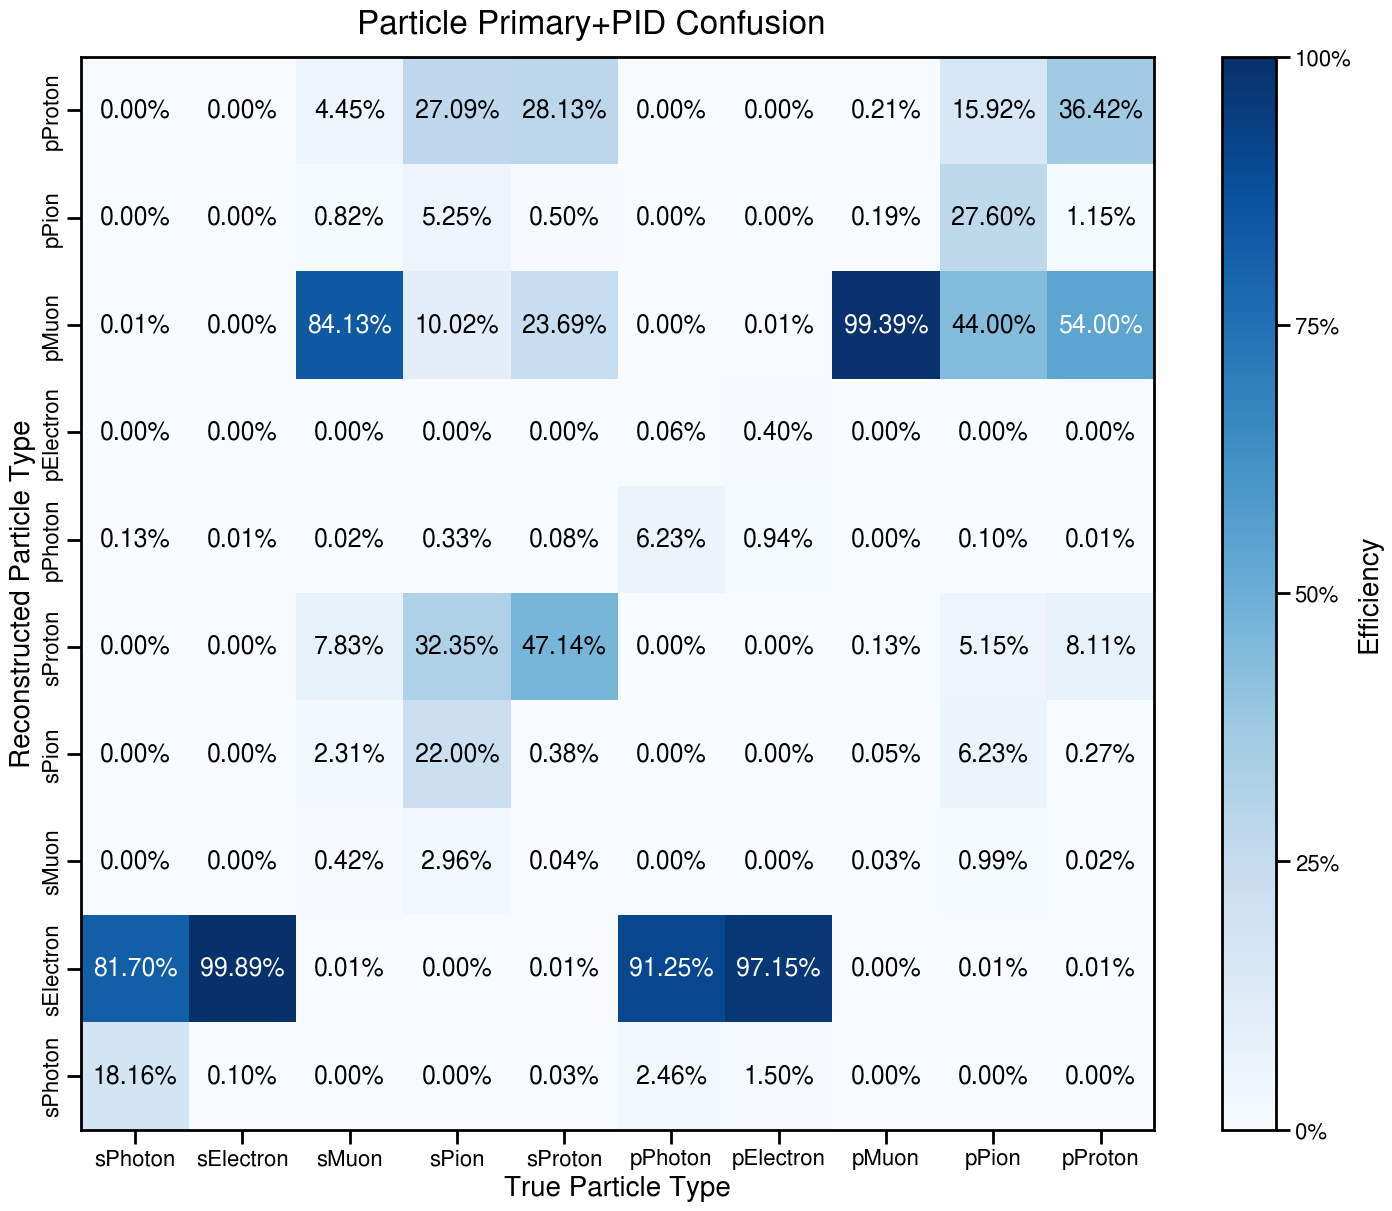 Particle Primary+PID Confusion
pProton 0.00% 0.00% 4.45% 27.09% 28.13% 0.00% 0.00% 0.21% 15.92% 36.42%
pPion 0.00% 0.00% 0.82% 5.25% 0.50% 0.00% 0.00% 0.19% 27.60% 1.15%
pMuon 0.01% 0.00% 84.13% 10.02% 23.69% 0.00% 0.01% 99.39% 44.00% 54.00%
pElectron 0.00% 0.00% 0.00% 0.00% 0.00% 0.06% 0.40% 0.00% 0.00% 0.00%
pPhoton 0.13% 0.01% 0.02% 0.33% 0.08% 6.23% 0.94% 0.00% 0.10% 0.01%
sProton 0.00% 0.00% 7.83% 32.35% 47.14% 0.00% 0.00% 0.13% 5.15% 8.11%
sPion 0.00% 0.00% 2.31% 22.00% 0.38% 0.00% 0.00% 0.05% 6.23% 0.27%
sMuon 0.00% 0.00% 0.42% 2.96% 0.04% 0.00% 0.00% 0.03% 0.99% 0.02%
sElectron 81.70% 99.89% 0.01% 0.00% 0.01% 91.25% 97.15% 0.00% 0.01% 0.01%
sPhoton 18.16% 0.10% 0.00% 0.00% 0.03% 2.46% 1.50% 0.00% 0.00% 0.00%
sPhoton sElectron sMuon sPion sProton pPhoton pElectron pMuon pPion pProton
True Particle Type
Reconstructed Particle Type
100%
75%
50%
25%
0%
Efficiency